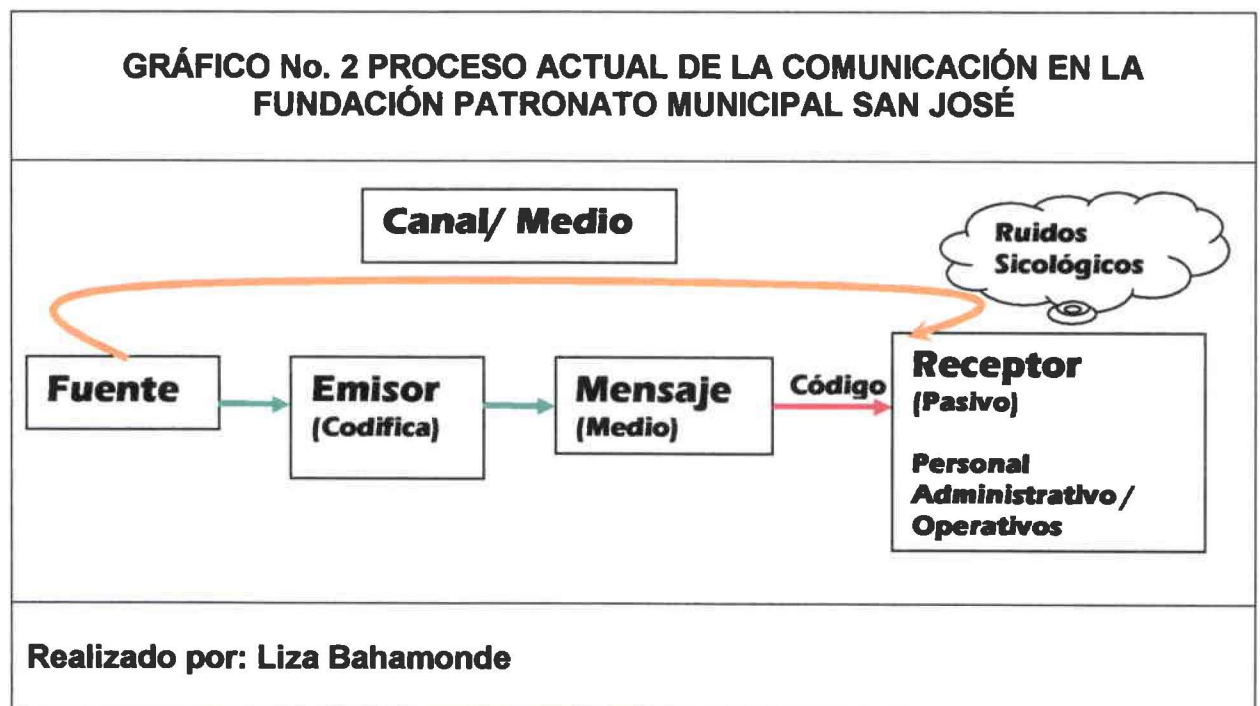 GRÁFICO No. 2 PROCESO ACTUAL DE LA COMUNICACIÓN EN LA
FUNDACIÓN PATRONATO MUNICIPAL SAN JOSÉ
Canal/ Medio
Ruidos
Sicológicos
Fuente
Emisor
(Codifica)
Mensaje
(Medio)
Código
Receptor
(Pasivo)
Personal
Administrativo/
Operativos
Realizado por: Liza Bahamonde